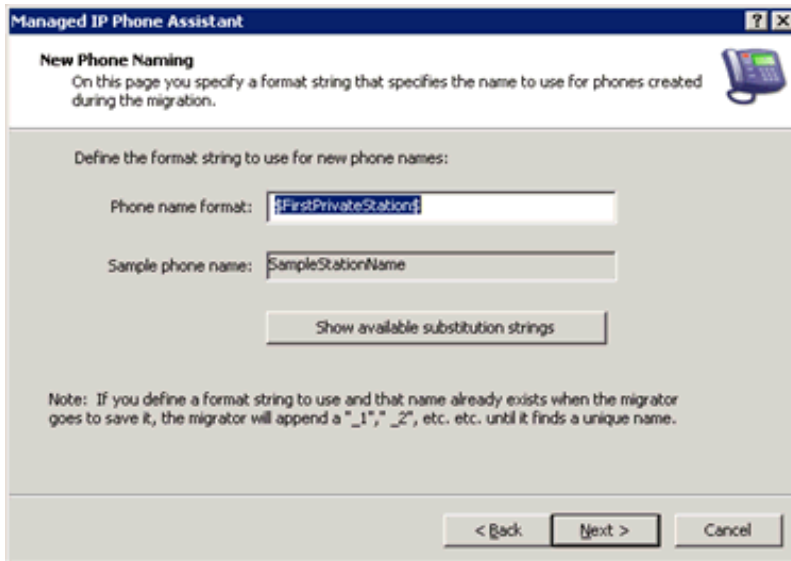 Managed IP Phone Assistant
New Phone Naming
On this page you specify a format string that specifies the name to use for phones created
during the migration.
Define the format string to use for new phone names:
Phone name format: $FirstPrivateStation$
Sample phone name: SampleStationName
Show available substitution strings
Note: If you define a format string to use and that name already exists when the migrator
goes to save it, the migrator will append a "_1"," _2", etc. etc. until it finds a unique name.
< Back Next > Cancel